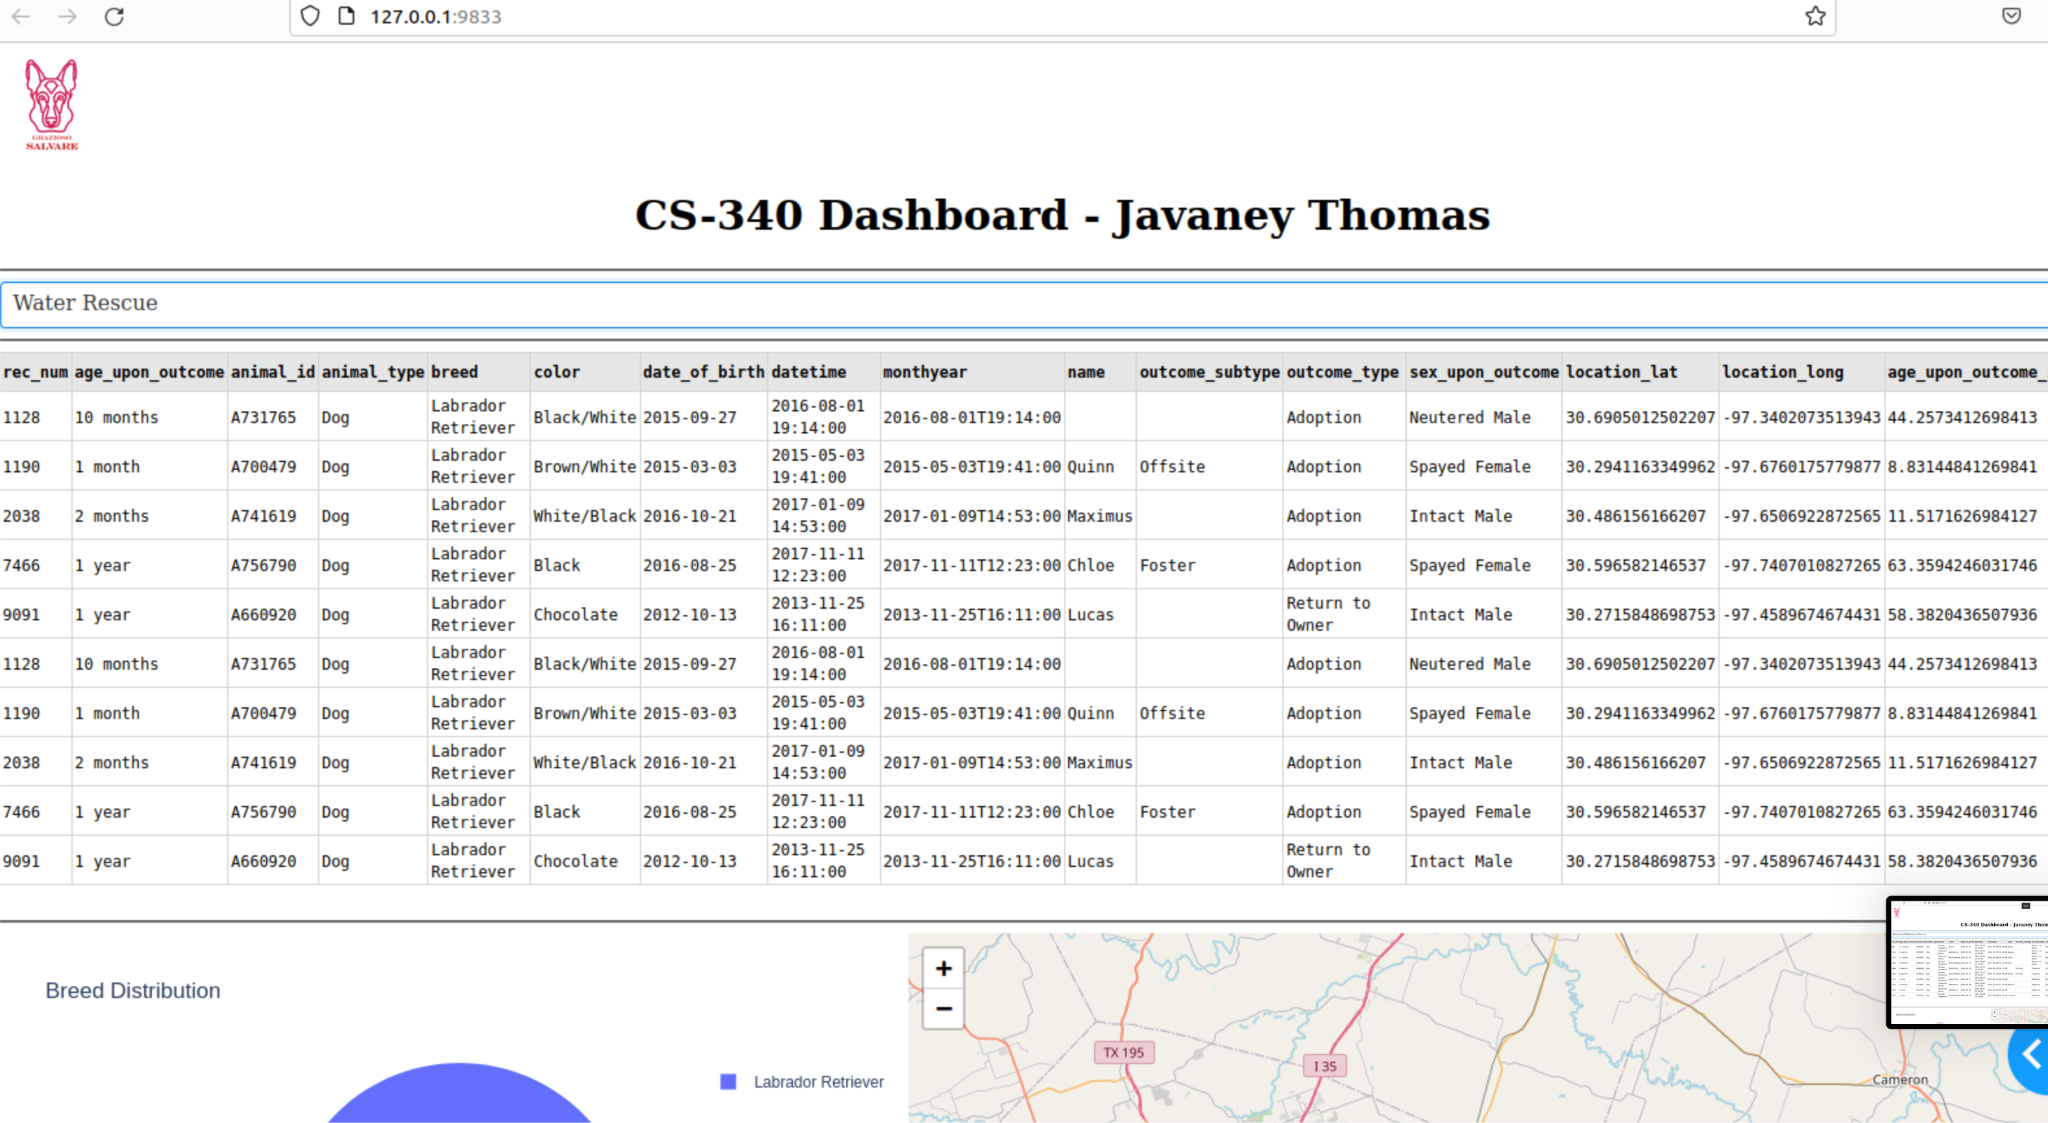 127.0.0.1:9833
GRAZIOSO
SALVARE
CS-340 Dashboard - Javaney Thomas
Water Rescue
rec_num age_upon_outcome animal_id animal_type breed color date_of_birth datetime monthyear name outcome_subtype outcome_type sex_upon_outcome location_lat location_long age_upon_outcome_
1128 10 months A731765 Dog Labrador Retriever Black/White 2015-09-27 2016-08-01 19:14:00 2016-08-01T19:14:00 Adoption Neutered Male 30.6905012502207 -97.3402073513943 44.2573412698413
1190 1 month A700479 Dog Labrador Retriever Brown/White 2015-03-03 2015-05-03 19:41:00 2015-05-03T19:41:00 Quinn Offsite Adoption Spayed Female 30.2941163349962 -97.6760175779877 8.83144841269841
2038 2 months A741619 Dog Labrador Retriever White/Black 2016-10-21 2017-01-09 14:53:00 2017-01-09T14:53:00 Maximus Adoption Intact Male 30.486156166207 -97.6506922872565 11.5171626984127
7466 1 year A756790 Dog Labrador Retriever Black 2016-08-25 2017-11-11 12:23:00 2017-11-11T12:23:00 Chloe Foster Adoption Spayed Female 30.596582146537 -97.7407010827265 63.3594246031746
9091 1 year A660920 Dog Labrador Retriever Chocolate 2012-10-13 2013-11-25 16:11:00 2013-11-25T16:11:00 Lucas Return to Owner Intact Male 30.2715848698753 -97.4589674674431 58.3820436507936
1128 10 months A731765 Dog Labrador Retriever Black/White 2015-09-27 2016-08-01 19:14:00 2016-08-01T19:14:00 Adoption Neutered Male 30.6905012502207 -97.3402073513943 44.2573412698413
1190 1 month A700479 Dog Labrador Retriever Brown/White 2015-03-03 2015-05-03 19:41:00 2015-05-03T19:41:00 Quinn Offsite Adoption Spayed Female 30.2941163349962 -97.6760175779877 8.83144841269841
2038 2 months A741619 Dog Labrador Retriever White/Black 2016-10-21 2017-01-09 14:53:00 2017-01-09T14:53:00 Maximus Adoption Intact Male 30.486156166207 -97.6506922872565 11.5171626984127
7466 1 year A756790 Dog Labrador Retriever Black 2016-08-25 2017-11-11 12:23:00 2017-11-11T12:23:00 Chloe Foster Adoption Spayed Female 30.596582146537 -97.7407010827265 63.3594246031746
9091 1 year A660920 Dog Labrador Retriever Chocolate 2012-10-13 2013-11-25 16:11:00 2013-11-25T16:11:00 Lucas Return to Owner Intact Male 30.2715848698753 -97.4589674674431 58.3820436507936
CS-340 Dashboard - Javaney Thom
Breed Distribution
Labrador Retriever
+
−
TX 195
I 35
Cameron